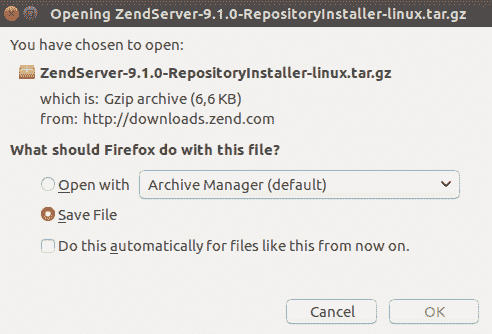 Opening ZendServer-9.1.0-RepositoryInstaller-linux.tar.gz
You have chosen to open:
ZendServer-9.1.0-RepositoryInstaller-linux.tar.gz
which is: Gzip archive (6,6 KB)
from: http://downloads.zend.com
What should Firefox do with this file?
Open with Archive Manager (default)
Save File
Do this automatically for files like this from now on.
Cancel OK